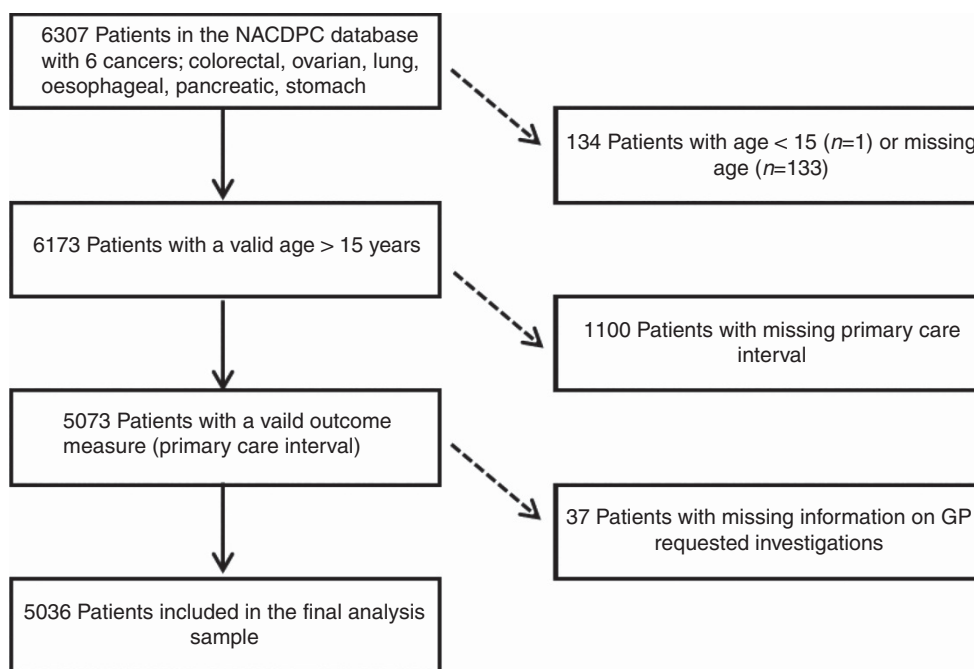 6307 Patients in the NACDPC database
with 6 cancers; colorectal, ovarian, lung,
oesophageal, pancreatic, stomach
134 Patients with age < 15 (n=1) or missing
age (n=133)
6173 Patients with a valid age > 15 years
1100 Patients with missing primary care
interval
5073 Patients with a vaild outcome
measure (primary care interval)
37 Patients with missing information on GP
requested investigations
5036 Patients included in the final analysis
sample